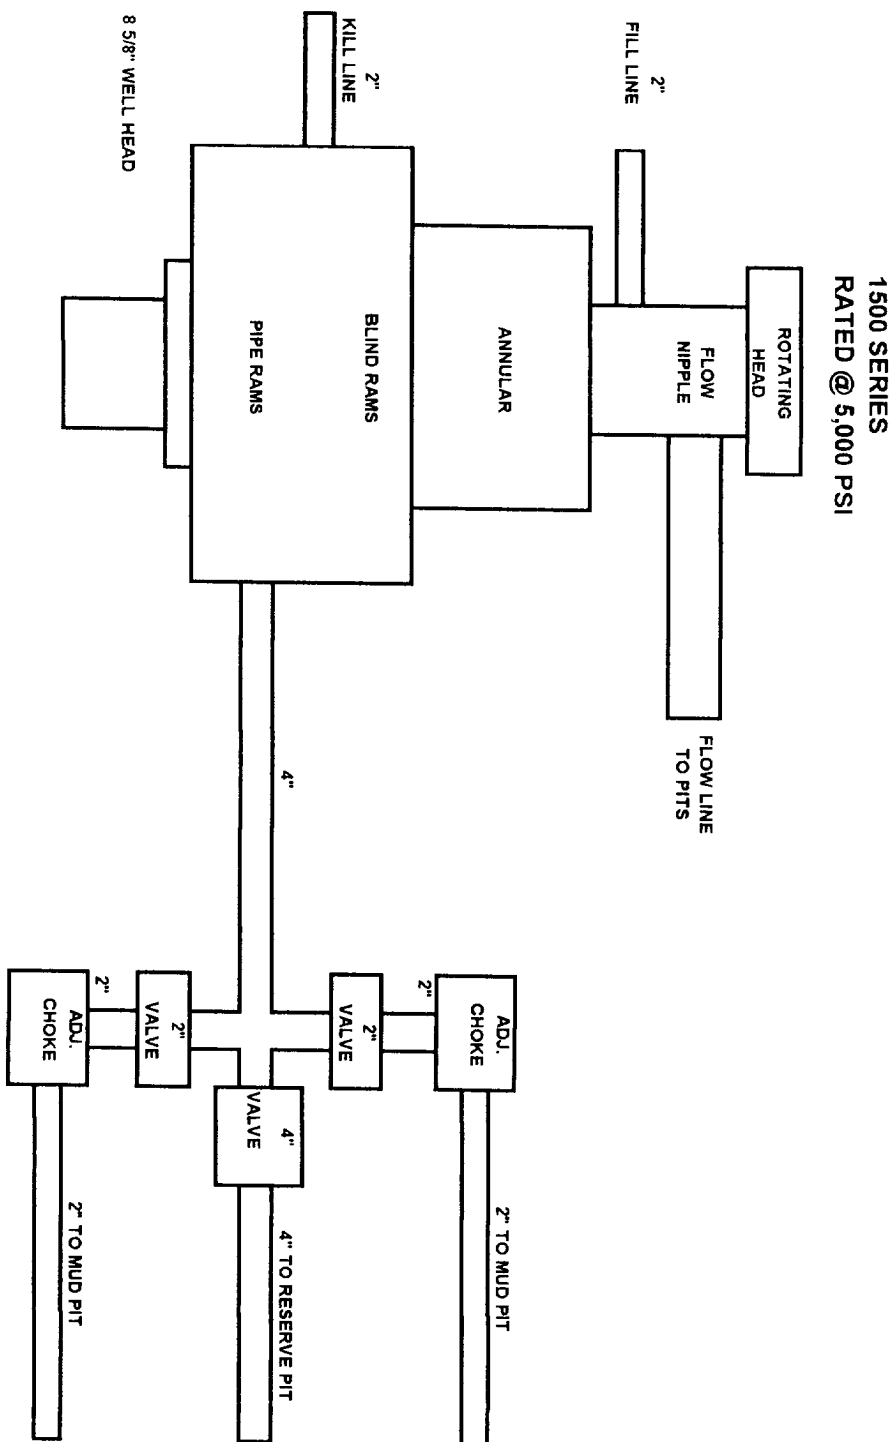 1500 SERIES
RATED @ 5,000 PSI
ROTATING
HEAD
2"
FILL LINE
FLOW
NIPPLE
FLOW LINE
TO PITS
ANNULAR
2"
KILL LINE
BLIND RAMS
PIPE RAMS
8 5/8" WELL HEAD
4"
ADJ.
CHOKE
2"
2" TO MUD PIT
2"
VALVE
4"
VALVE
4" TO RESERVE PIT
2"
VALVE
2"
ADJ.
CHOKE
2" TO MUD PIT